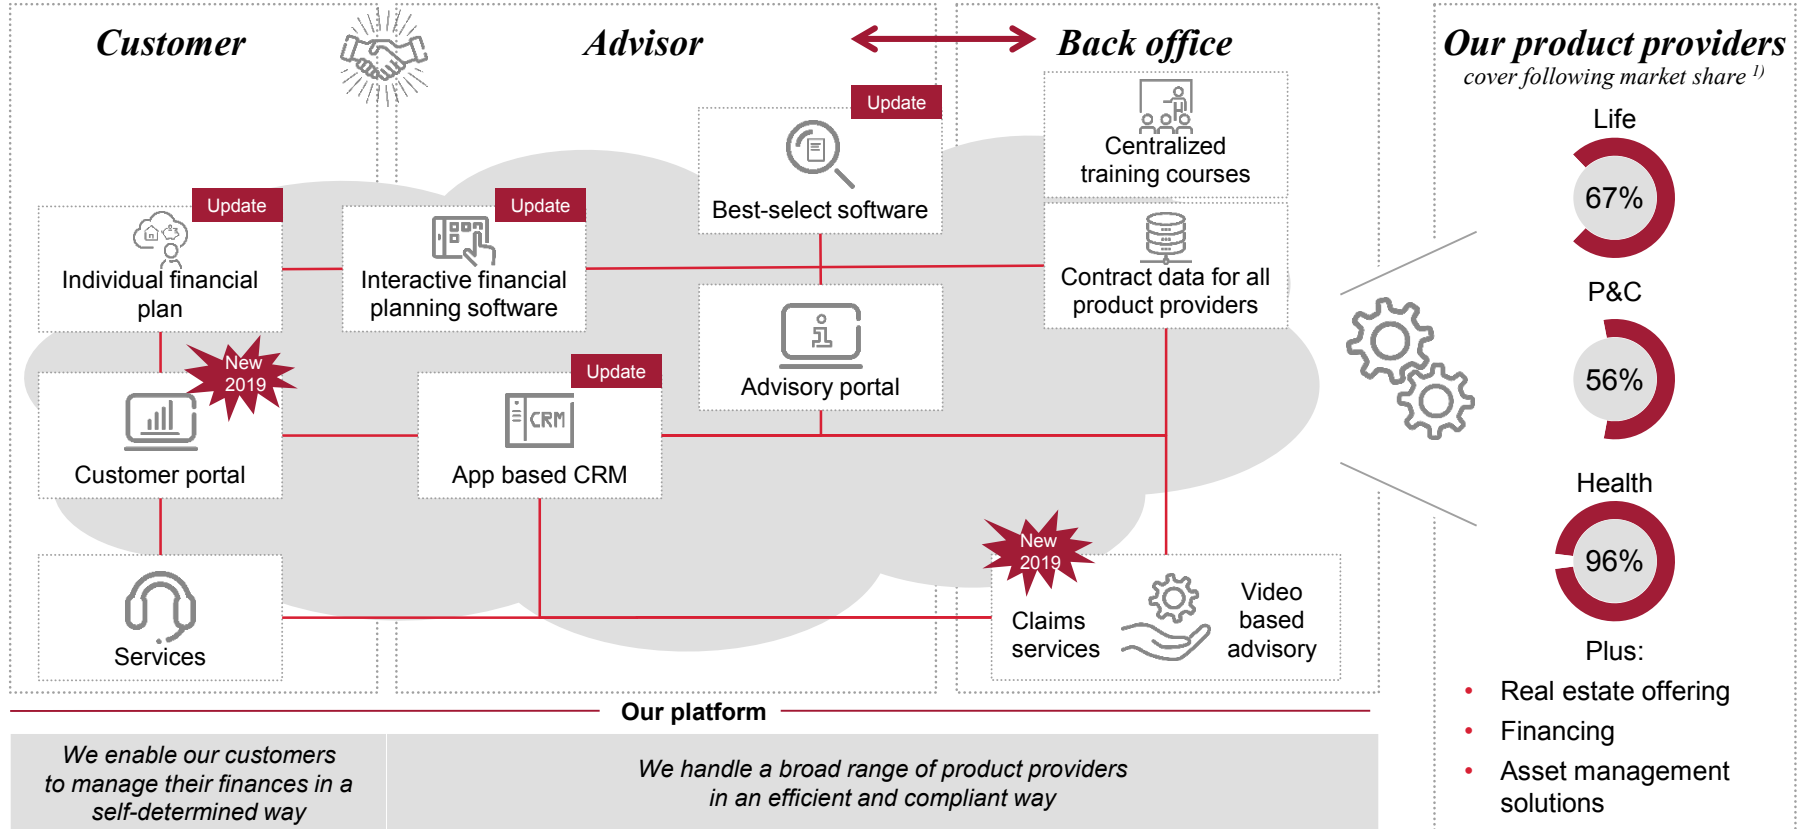 Customer
Advisor
Back office
Our product providers
cover following market share 1)
Update
Best-select software
Centralized
training courses
Life
67%
Update
Individual financial
plan
Update
Interactive financial
planning software
Contract data for all
product providers
P&C
56%
New
2019
Customer portal
Update
CRM
App based CRM
Advisory portal
Health
96%
Services
New
2019
Claims
services
Video
based
advisory
Plus:
• Real estate offering
• Financing
• Asset management
solutions
Our platform
We enable our customers
to manage their finances in a
self-determined way
We handle a broad range of product providers
in an efficient and compliant way